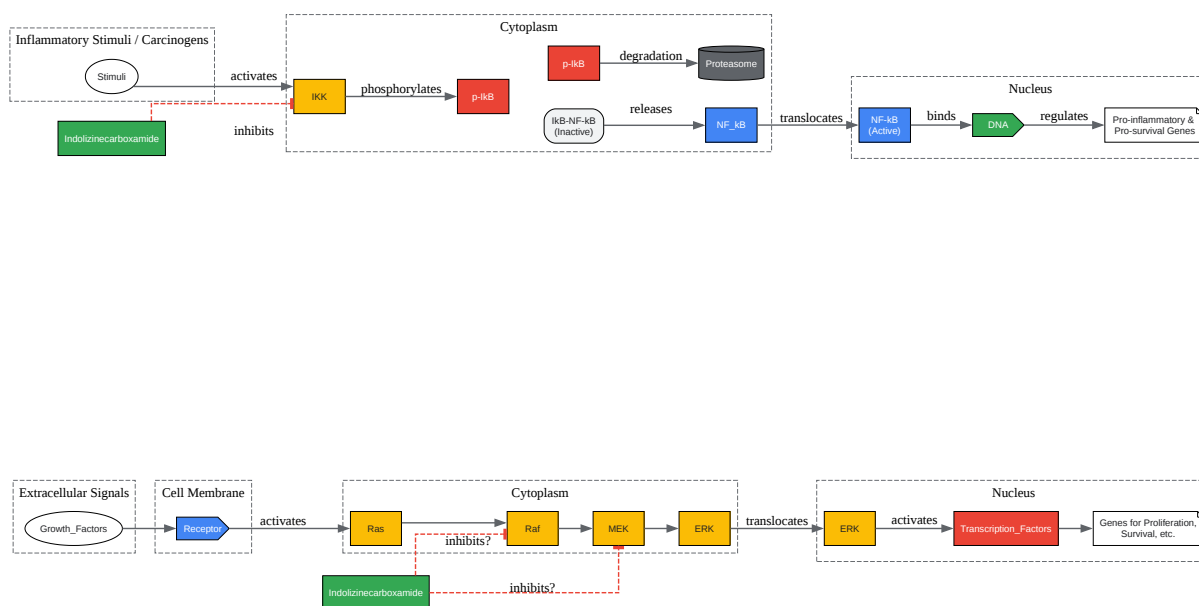 Inflammatory Stimuli / Carcinogens
Stimuli
activates
Indolizinecarboxamide
inhibits
Cytoplasm
IKK
phosphorylates
p-IkB
p-IkB
degradation
Proteasome
IkB-NF-kB
(Inactive)
releases
NF_kB
translocates
Nucleus
NF-kB
(Active)
binds
DNA
regulates
Pro-inflammatory &
Pro-survival Genes
Extracellular Signals
Growth_Factors
Cell Membrane
Receptor
activates
Cytoplasm
Ras
Raf
MEK
ERK
inhibits?
Indolizinecarboxamide
inhibits?
translocates
Nucleus
ERK
activates
Transcription_Factors
Genes for Proliferation,
Survival, etc.